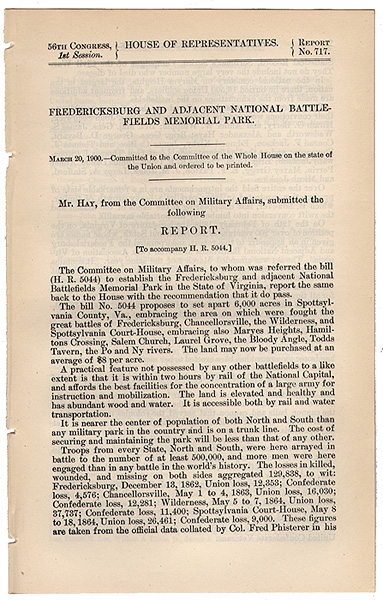 56TH CONGRESS, } HOUSE OF REPRESENTATIVES. { REPORT
1st Session. } { No. 717.
FREDERICKSBURG AND ADJACENT NATIONAL BATTLE-
FIELDS MEMORIAL PARK.
MARCH 20, 1900.—Committed to the Committee of the Whole House on the state of
the Union and ordered to be printed.
Mr. HAY, from the Committee on Military Affairs, submitted the
following
REPORT.
[To accompany H. R. 5044.]
The Committee on Military Affairs, to whom was referred the bill
(H. R. 5044) to establish the Fredericksburg and adjacent National
Battlefields Memorial Park in the State of Virginia, report the same
back to the House with the recommendation that it do pass.
The bill No. 5044 proposes to set apart 6,000 acres in Spottsyl-
vania County, Va., embracing the area on which were fought the
great battles of Fredericksburg, Chancellorsville, the Wilderness, and
Spottsylvania Court-House, embracing also Maryes Heights, Hamil-
tons Crossing, Salem Church, Laurel Grove, the Bloody Angle, Todds
Tavern, the Po and Ny rivers. The land may now be purchased at an
average of $8 per acre.
A practical feature not possessed by any other battlefields to a like
extent is that it is within two hours by rail of the National Capital,
and affords the best facilities for the concentration of a large army for
instruction and mobilization. The land is elevated and healthy and
has abundant wood and water. It is accessible both by rail and water
transportation.
It is nearer the center of population of both North and South than
any military park in the country and is on a trunk line. The cost of
securing and maintaining the park will be less than that of any other.
Troops from every State, North and South, were here arrayed in
battle to the number of at least 500,000, and more men were here
engaged than in any battle in the world's history. The losses in killed,
wounded, and missing on both sides aggregated 129,838, to wit:
Fredericksburg, December 13, 1862, Union loss, 12,353; Confederate
loss, 4,576; Chancellorsville, May 1 to 4, 1863, Union loss, 16,030;
Confederate loss, 12,281; Wilderness, May 5 to 7, 1864, Union loss,
37,737; Confederate loss, 11,400; Spottsylvania Court-House, May 8
to 18, 1864, Union loss, 26,461; Confederate loss, 9,000. These figures
are taken from the official data collated by Col. Fred Phisterer in his